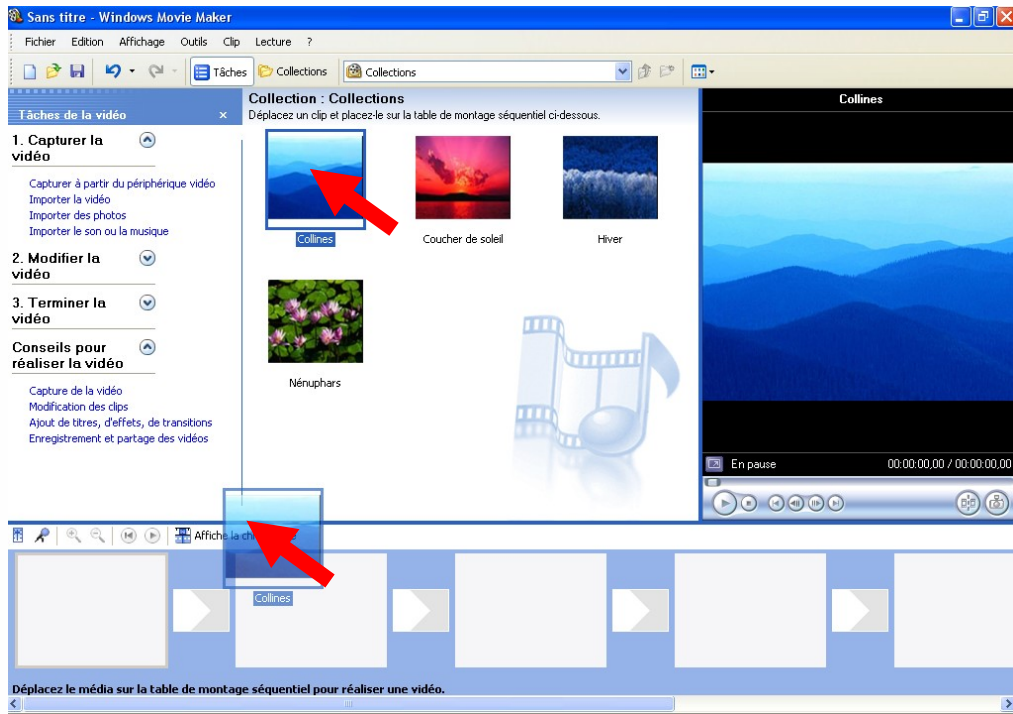 Sans titre - Windows Movie Maker
Fichier Edition Affichage Outils Clip Lecture ?
Tâches Collections Collections
Tâches de la vidéo
1. Capturer la
vidéo
Capturer à partir du périphérique vidéo
Importer la vidéo
Importer des photos
Importer le son ou la musique
2. Modifier la
vidéo
3. Terminer la
vidéo
Conseils pour
réaliser la vidéo
Capture de la vidéo
Modification des clips
Ajout de titres, d'effets, de transitions
Enregistrement et partage des vidéos
Collection : Collections
Déplacez un clip et placez-le sur la table de montage séquentiel ci-dessous.
Collines
Coucher de soleil
Hiver
Nénuphars
Collines
En pause
00:00:00,00 / 00:00:00,00
Affiche la
Collines
Déplacez le média sur la table de montage séquentiel pour réaliser une vidéo.